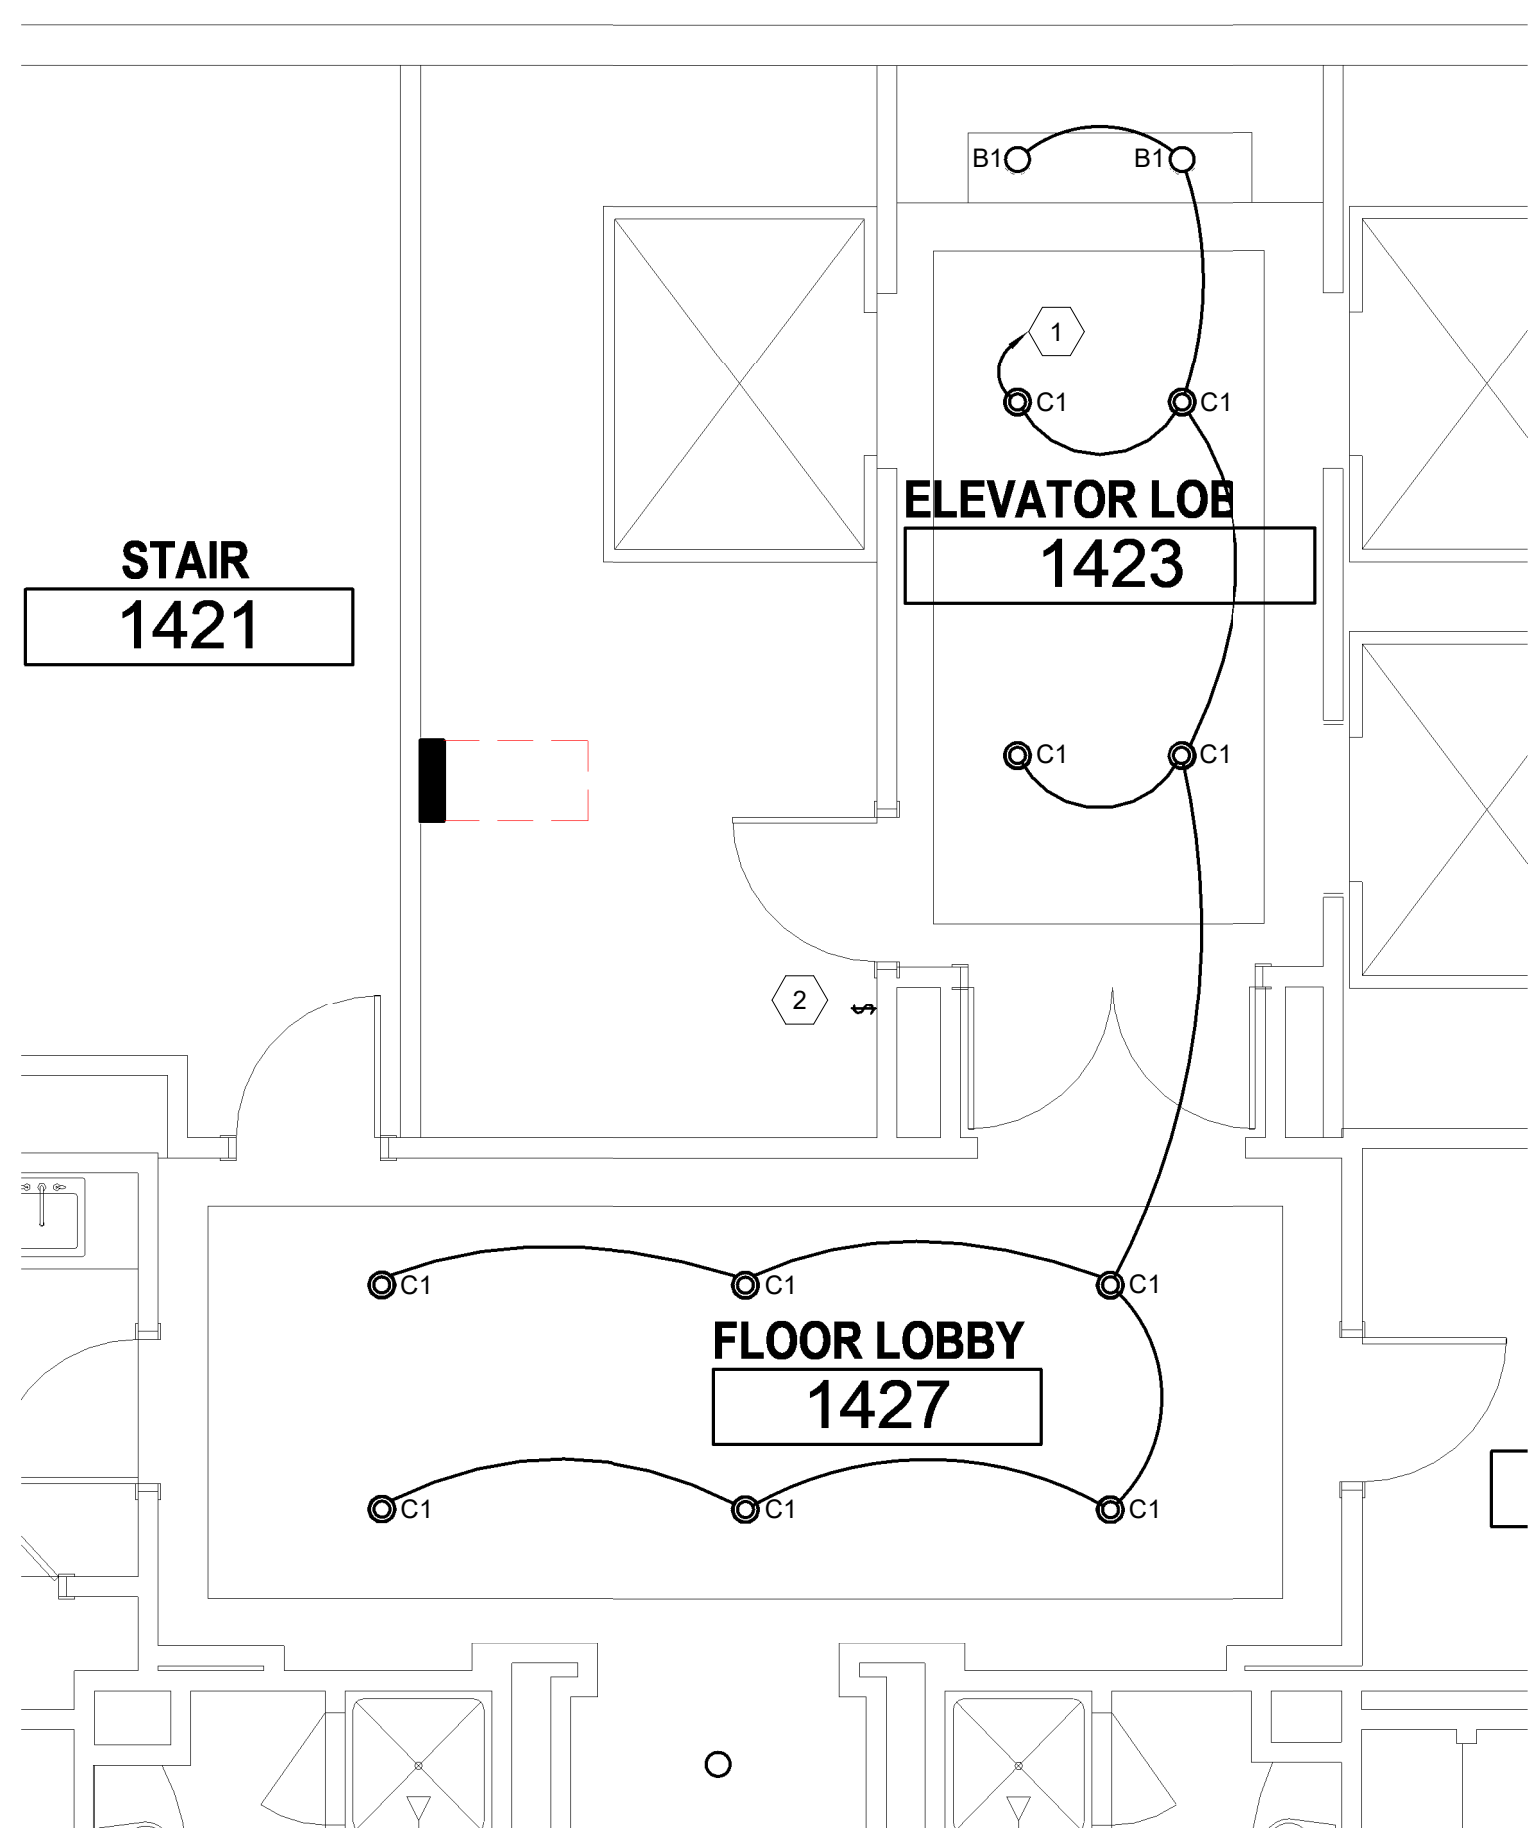 B1 B1
1
C1 C1
ELEVATOR LOB
1423
STAIR
1421
C1 C1
2 $
C1 C1 C1
FLOOR LOBBY
1427
C1 C1 C1